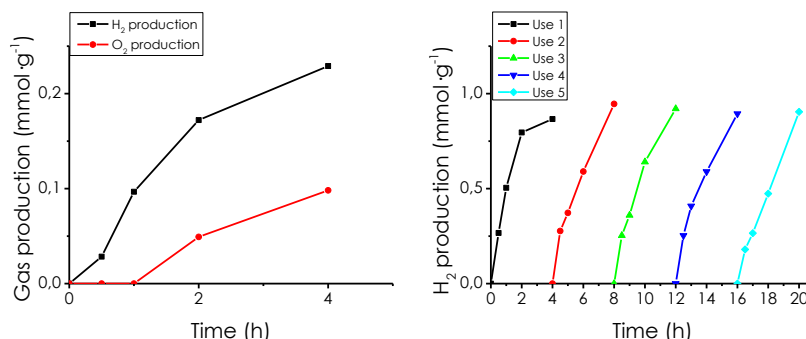 H₂ production
O₂ production
0,2
0,1
0,0
0
2
4
Gas production (mmol·g⁻¹)
Time (h)
Use 1
Use 2
Use 3
Use 4
Use 5
1,0
0,5
0,0
0 2 4 6 8 10 12 14 16 18 20
H₂ production (mmol·g⁻¹)
Time (h)